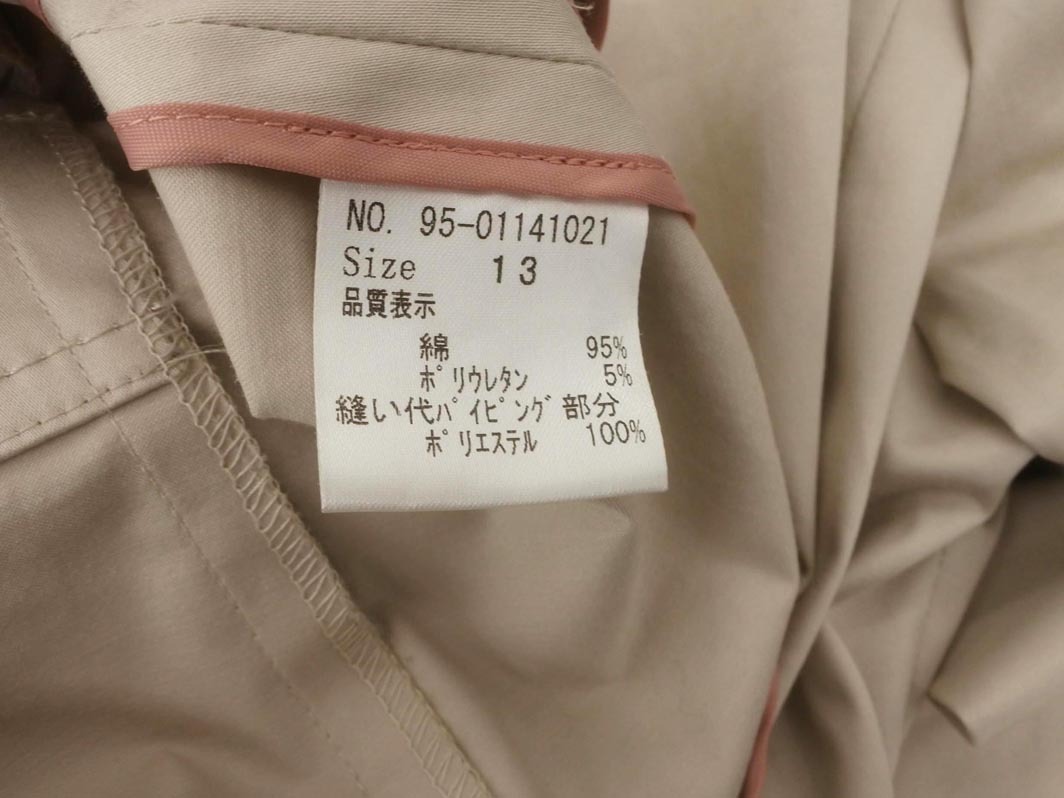 NO. 95-01141021
Size 13
品質表示
綿 95%
ポリウレタン 5%
縫い代パイピング部分
ポリエステル 100%